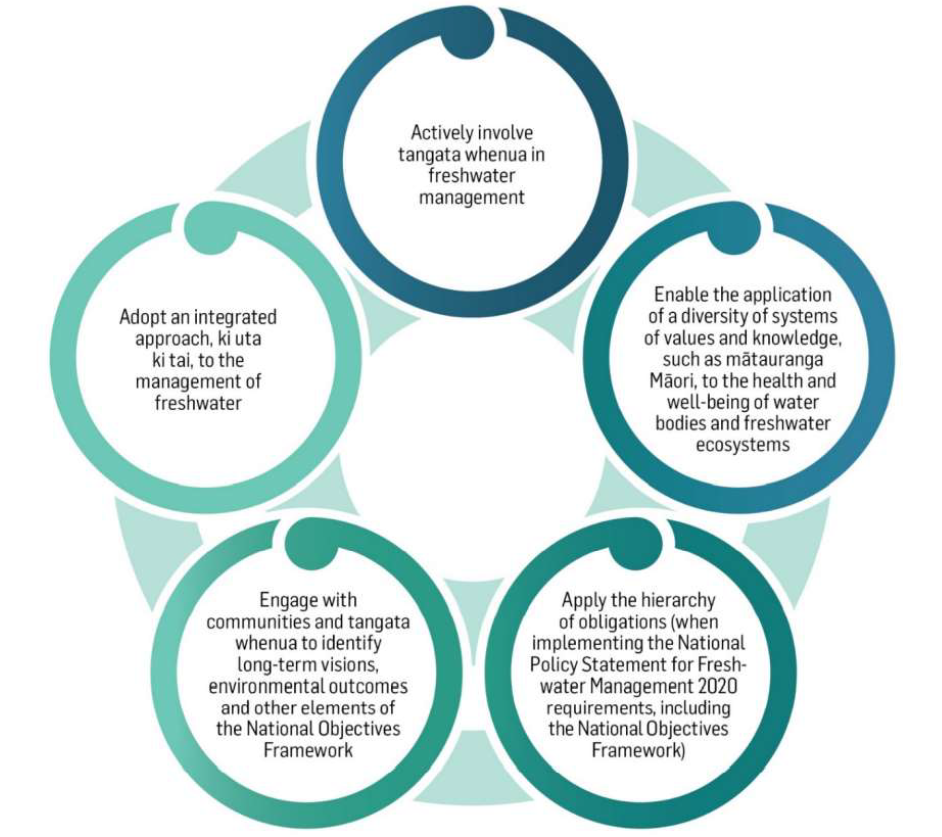 Actively involve
tangata whenua in
freshwater
management
Enable the application
of a diversity of systems
of values and knowledge,
such as mātauranga
Māori, to the health and
well-being of water
bodies and freshwater
ecosystems
Apply the hierarchy
of obligations (when
implementing the National
Policy Statement for Fresh-
water Management 2020
requirements, including
the National Objectives
Framework)
Engage with
communities and tangata
whenua to identify
long-term visions,
environmental outcomes
and other elements of
the National Objectives
Framework
Adopt an integrated
approach, ki uta
ki tai, to the
management of
freshwater